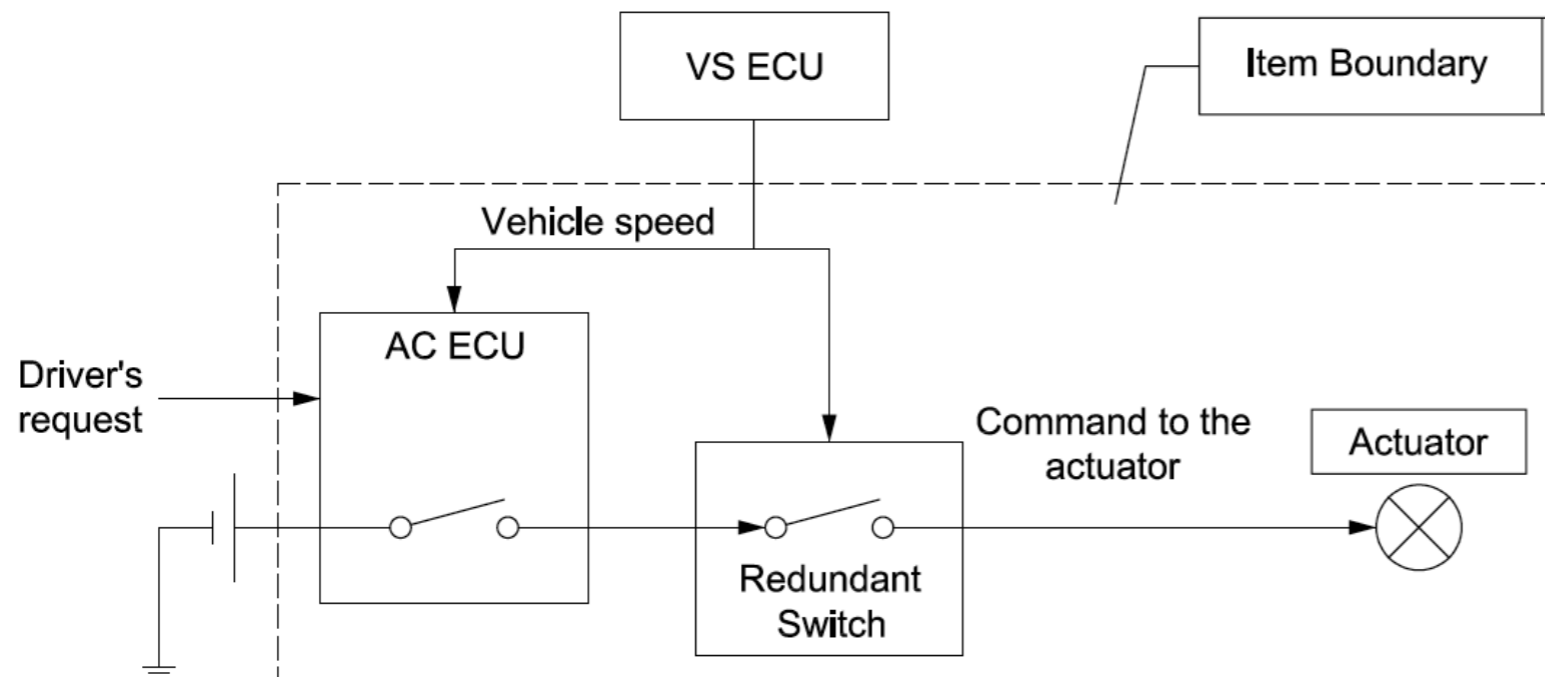 VS ECU
Item Boundary
Vehicle speed
AC ECU
Driver's
request
Command to the
actuator
Actuator
Redundant
Switch